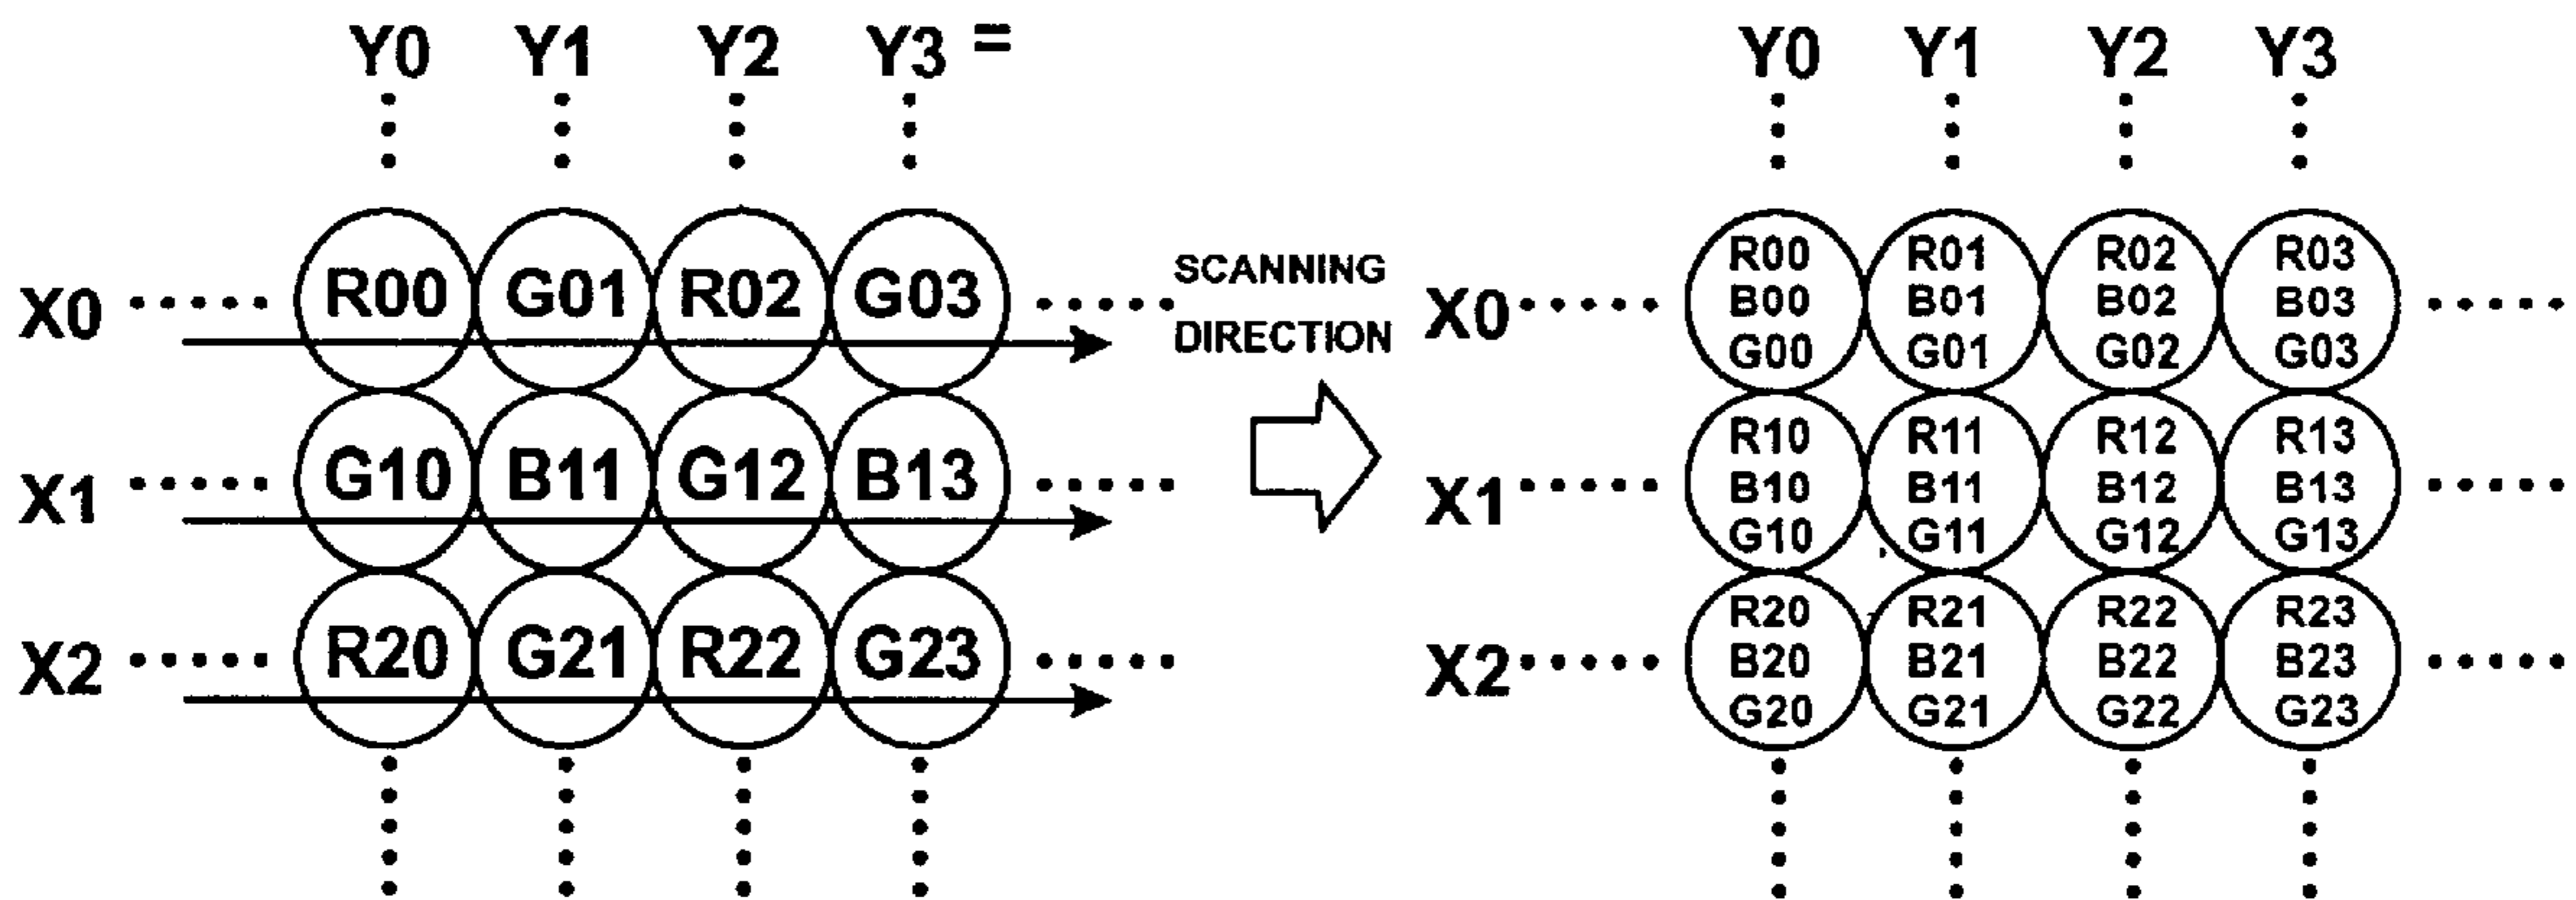 Y0 Y1 Y2 Y3 =
Y0 Y1 Y2 Y3
X0 R00 G01 R02 G03
X1 G10 B11 G12 B13
X2 R20 G21 R22 G23
SCANNING
DIRECTION
X0
R00 R01 R02 R03
B00 B01 B02 B03
G00 G01 G02 G03
X1
R10 R11 R12 R13
B10 B11 B12 B13
G10 G11 G12 G13
X2
R20 R21 R22 R23
B20 B21 B22 B23
G20 G21 G22 G23